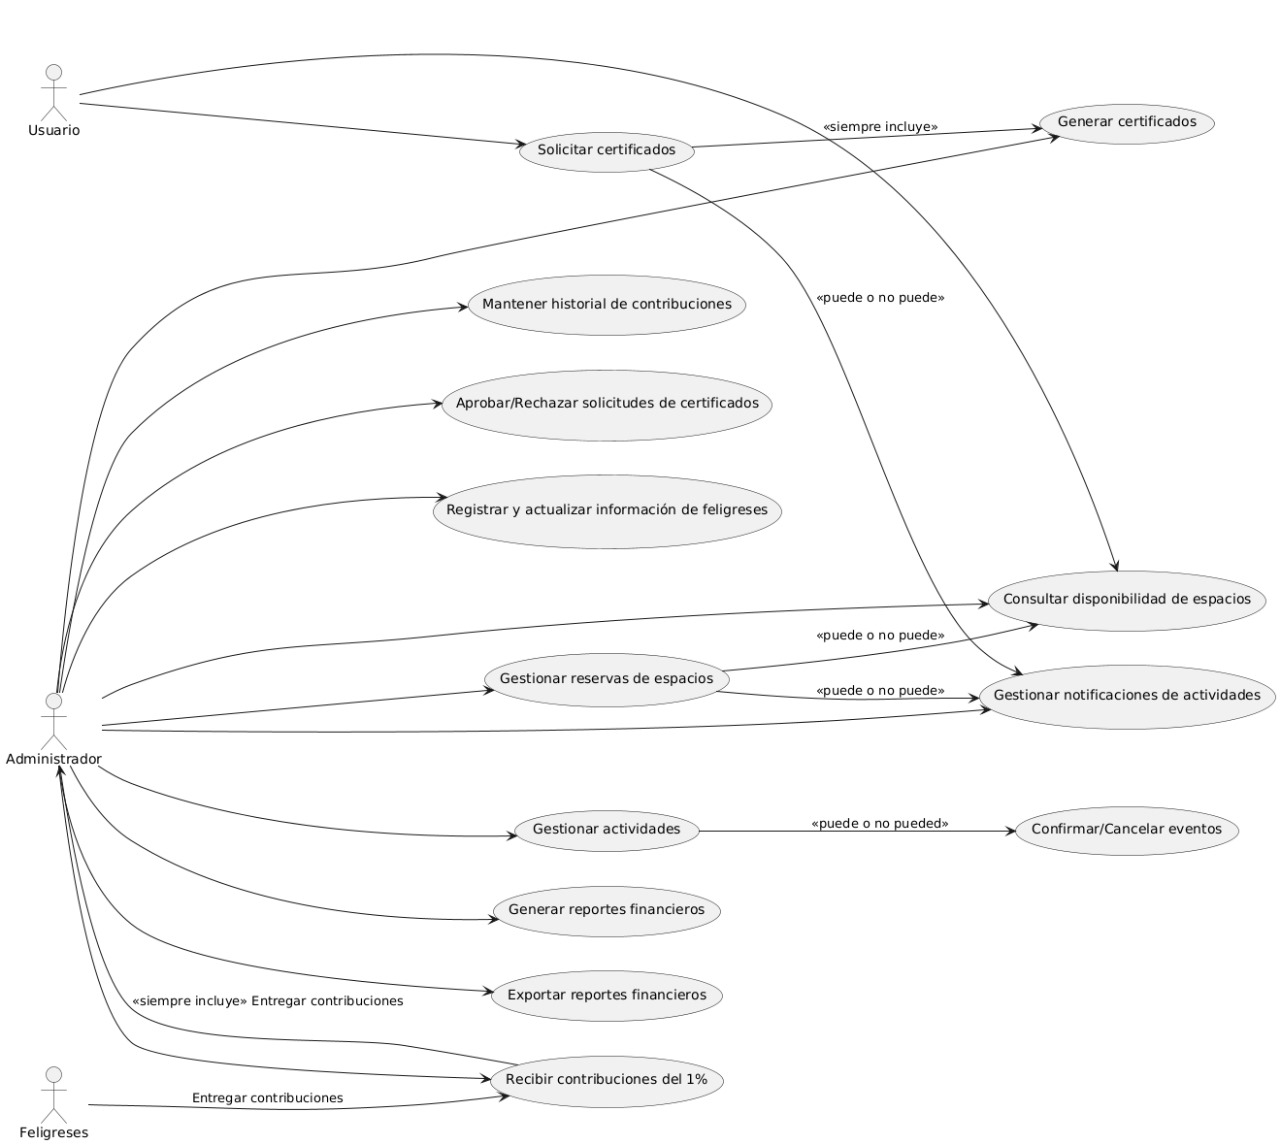 Usuario
«siempre incluye»
Generar certificados
Solicitar certificados
«puede o no puede»
Mantener historial de contribuciones
Aprobar/Rechazar solicitudes de certificados
Registrar y actualizar información de feligreses
Consultar disponibilidad de espacios
«puede o no puede»
Gestionar reservas de espacios
«puede o no puede»
Gestionar notificaciones de actividades
Administrador
Gestionar actividades
«puede o no pueded»
Confirmar/Cancelar eventos
Generar reportes financieros
Exportar reportes financieros
«siempre incluye» Entregar contribuciones
Recibir contribuciones del 1%
Entregar contribuciones
Feligreses